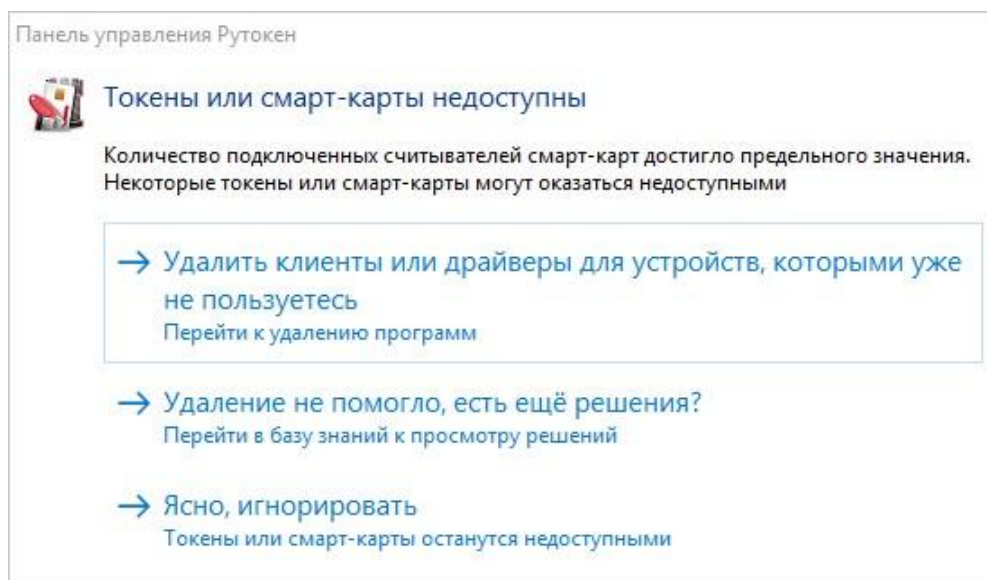 Панель управления Рутокен
Токены или смарт-карты недоступны
Количество подключенных считывателей смарт-карт достигло предельного значения.
Некоторые токены или смарт-карты могут оказаться недоступными
Удалить клиенты или драйверы для устройств, которыми уже
не пользуетесь
Перейти к удалению программ
Удаление не помогло, есть ещё решения?
Перейти в базу знаний к просмотру решений
Ясно, игнорировать
Токены или смарт-карты останутся недоступными